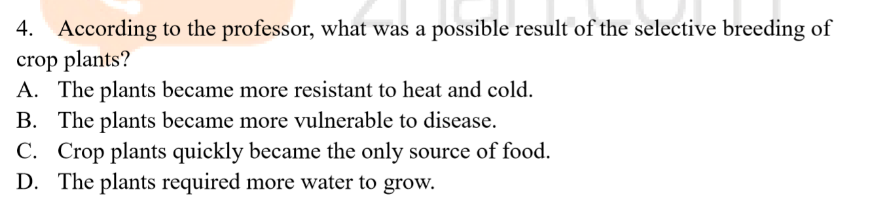 4. According to the professor, what was a possible result of the selective breeding of
crop plants?
A. The plants became more resistant to heat and cold.
B. The plants became more vulnerable to disease.
C. Crop plants quickly became the only source of food.
D. The plants required more water to grow.